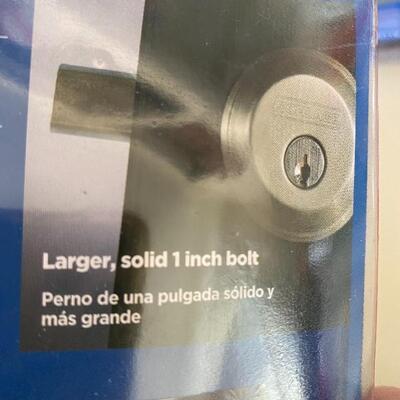 Larger, solid 1 inch bolt
Perno de una pulgada sólido y
más grande